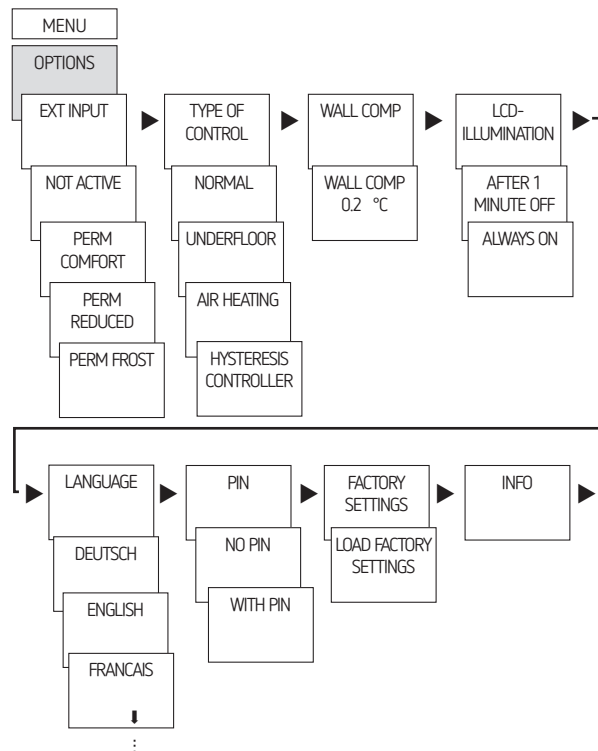 MENU
OPTIONS
EXT INPUT
NOT ACTIVE
PERM
COMFORT
PERM
REDUCED
PERM FROST
TYPE OF
CONTROL
NORMAL
UNDERFLOOR
AIR HEATING
HYSTERESIS
CONTROLLER
WALL COMP
WALL COMP
0.2 °C
LCD-
ILLUMINATION
AFTER 1
MINUTE OFF
ALWAYS ON
LANGUAGE
DEUTSCH
ENGLISH
FRANCAIS
PIN
NO PIN
WITH PIN
FACTORY
SETTINGS
LOAD FACTORY
SETTINGS
INFO